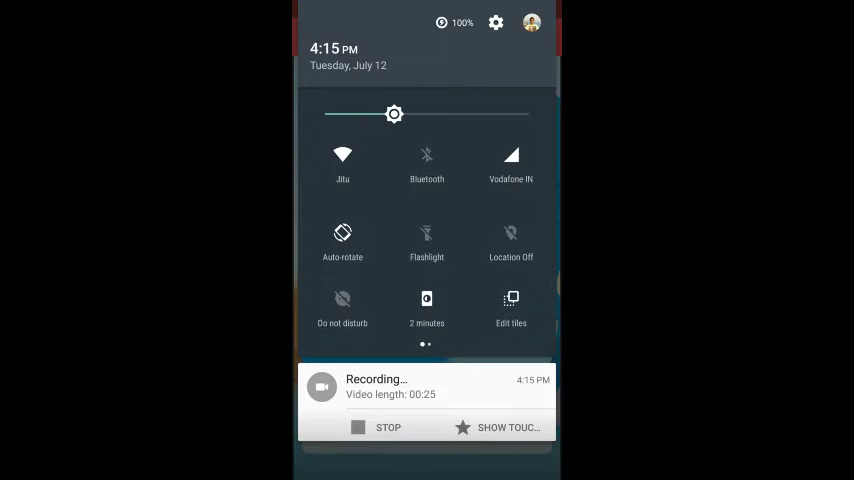 100%
4:15 PM
Tuesday, July 12
Jitu
Bluetooth
Vodafone IN
Auto-rotate
Flashlight
Location Off
Do not disturb
2 minutes
Edit tiles
Recording...
4:15 PM
Video length: 00:25
STOP
SHOW TOUC...